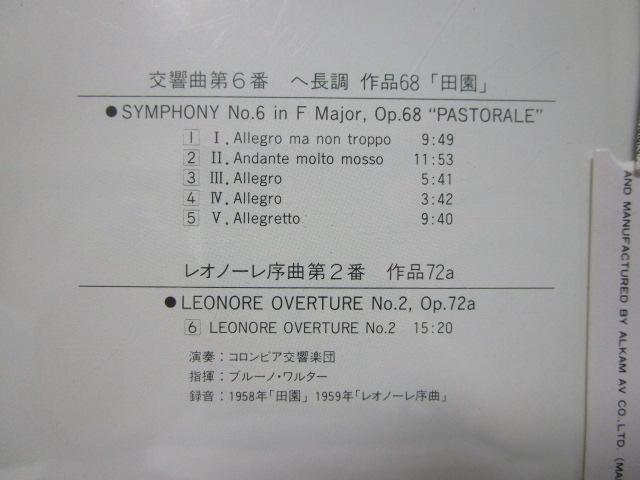 交響曲第6番 ヘ長調 作品68「田園」
● SYMPHONY No.6 in F Major, Op.68 "PASTORALE"
1 I. Allegro ma non troppo 9:49
2 II. Andante molto mosso 11:53
3 III. Allegro 5:41
4 IV. Allegro 3:42
5 V. Allegretto 9:40
レオノーレ序曲第2番 作品72a
● LEONORE OVERTURE No.2, Op.72a
6 LEONORE OVERTURE No.2 15:20
演奏：コロンビア交響楽団
指揮：ブルーノ・ワルター
録音：1958年「田園」 1959年「レオノーレ序曲」
AND MANUFACTURED BY ALKAM AV CO., LTD. (MA